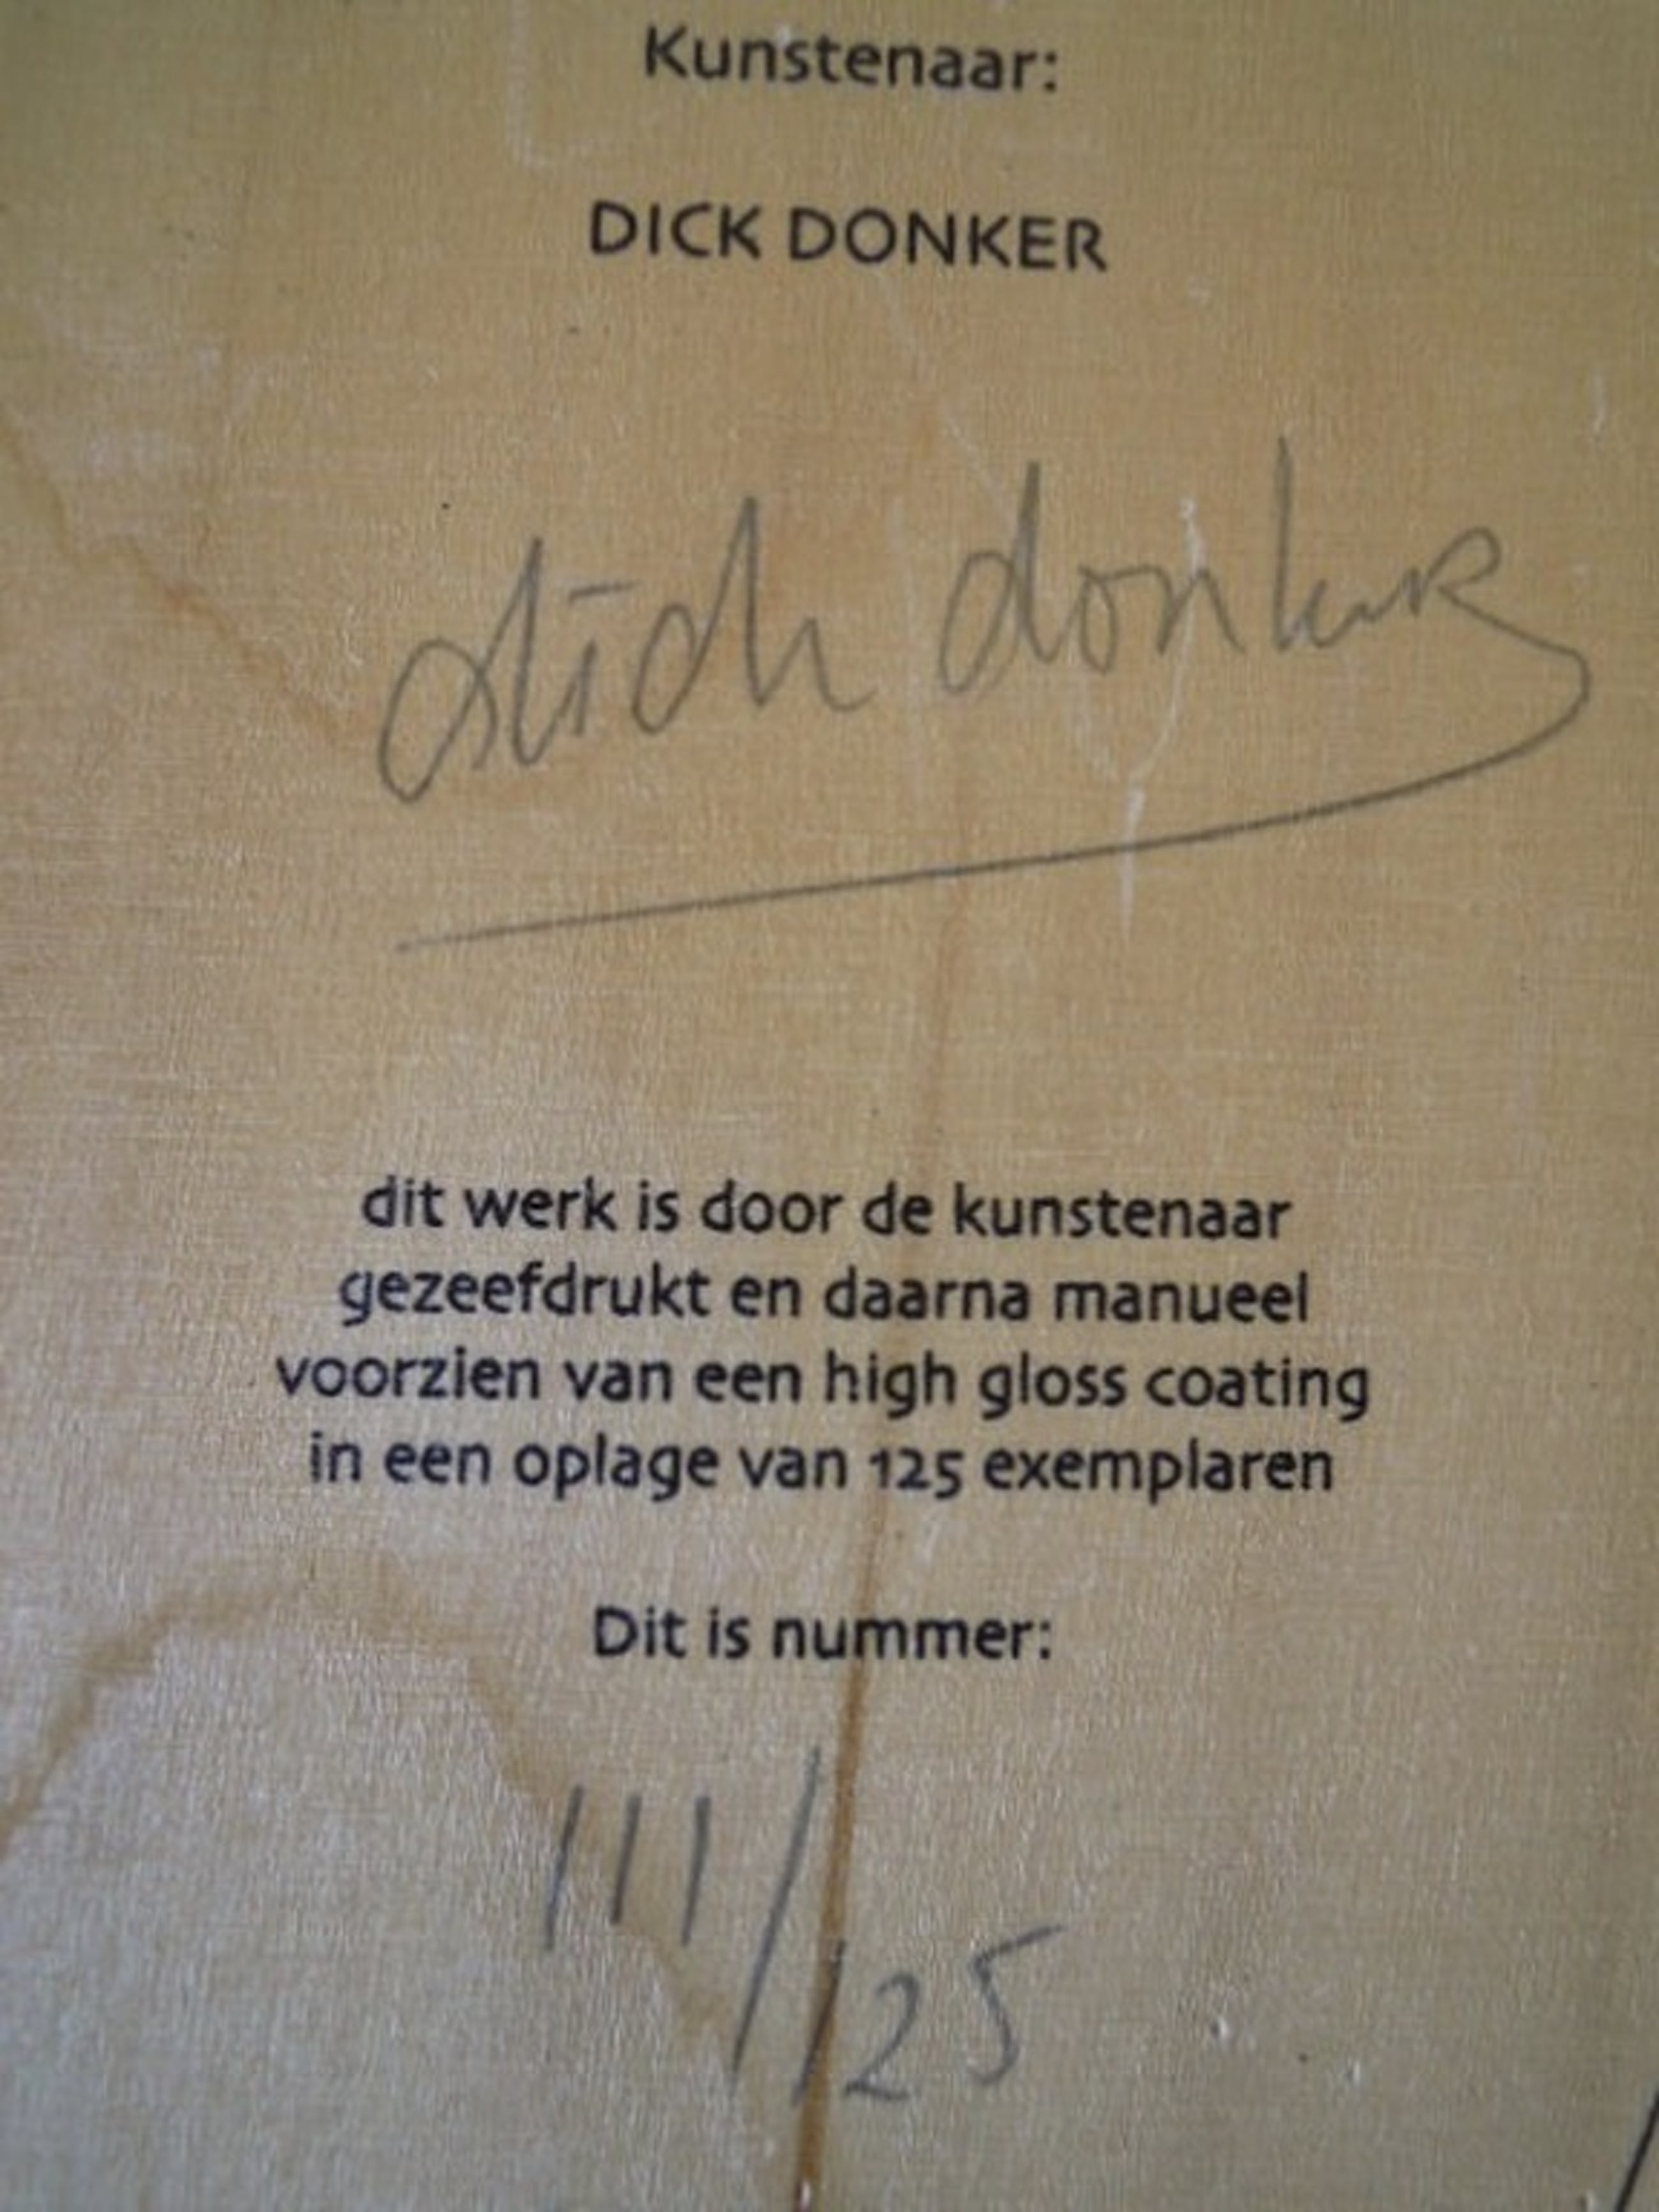 Kunstenaar:
DICK DONKER
dick donker
dit werk is door de kunstenaar
gezeefdrukt en daarna manueel
voorzien van een high gloss coating
in een oplage van 125 exemplaren
Dit is nummer:
111/125